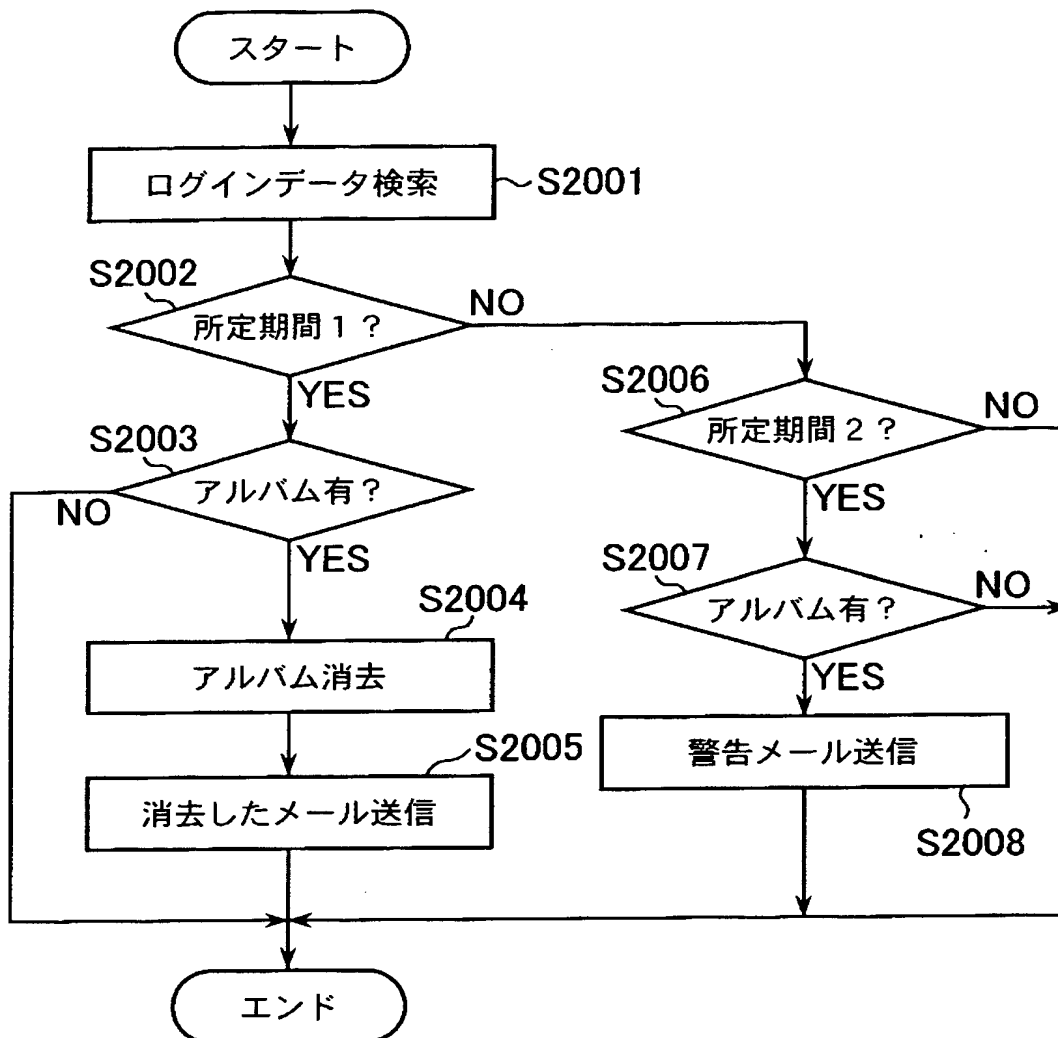 スタート
ログインデータ検索
S2001
S2002
所定期間1?
NO
YES
S2003
アルバム有?
NO
YES
S2004
アルバム消去
S2005
消去したメール送信
S2006
所定期間2?
NO
YES
S2007
アルバム有?
NO
YES
警告メール送信
S2008
エンド